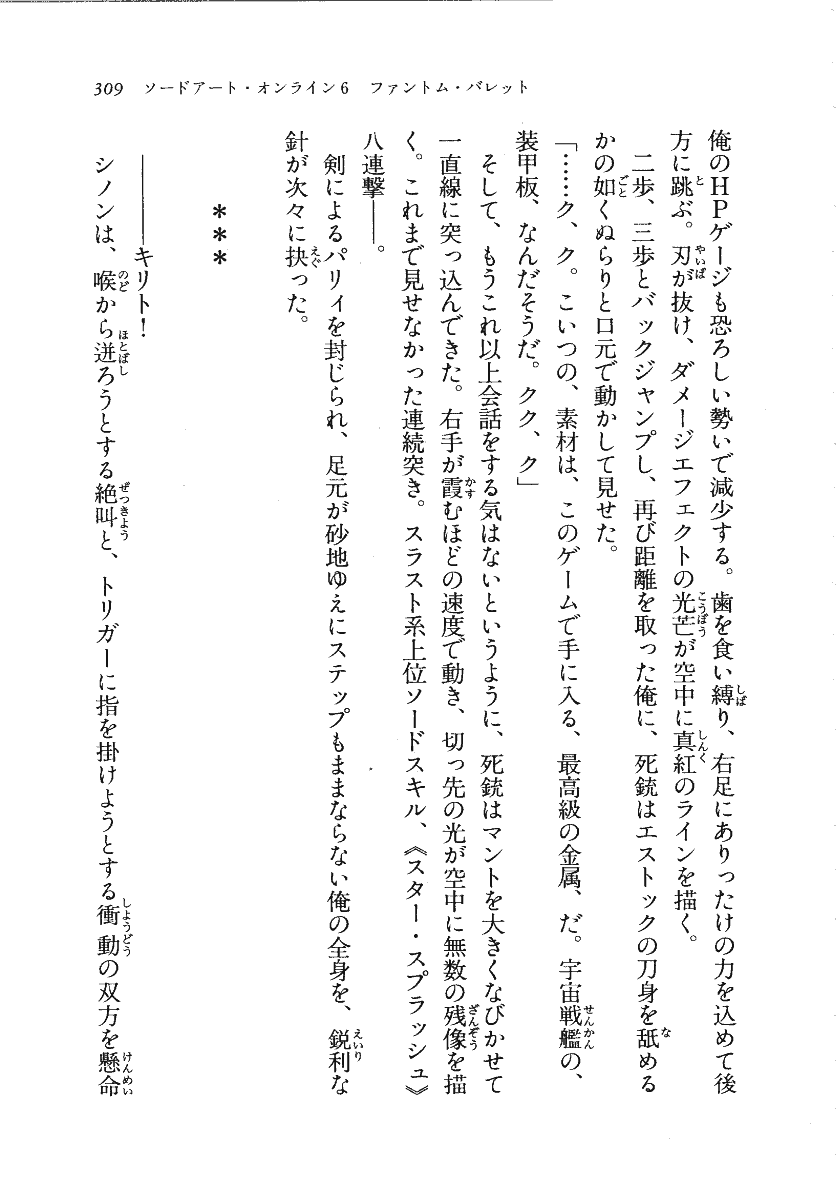 309　ソードアート・オンライン6　ファントム・バレット
俺のHPゲージも恐ろしい勢いで減少する。歯を食い縛り、右足にありったけの力を込めて後
方に跳ぶ。刃が抜け、ダメージエフェクトの光芒が空中に真紅のラインを描く。
　二歩、三歩とバックジャンプし、再び距離を取った俺に、死銃はエストックの刀身を舐める
かの如くぬらりと口元で動かして見せた。
「……ク、ク。こいつの、素材は、このゲームで手に入る、最高級の金属、だ。宇宙戦艦の、
装甲板、なんだそうだ。クク、ク」
　そして、もうこれ以上会話をする気はないというように、死銃はマントを大きくなびかせて
一直線に突っ込んできた。右手が霞むほどの速度で動き、切っ先の光が空中に無数の残像を描
く。これまで見せなかった連続突き。スラスト系上位ソードスキル、《スター・スプラッシュ》
八連撃――。
　剣によるパリィを封じられ、足元が砂地ゆえにステップもままならない俺の全身を、鋭利な
針が次々に抉った。
＊＊＊
――――キリト！
　シノンは、喉から迸ろうとする絶叫と、トリガーに指を掛けようとする衝動の双方を懸命